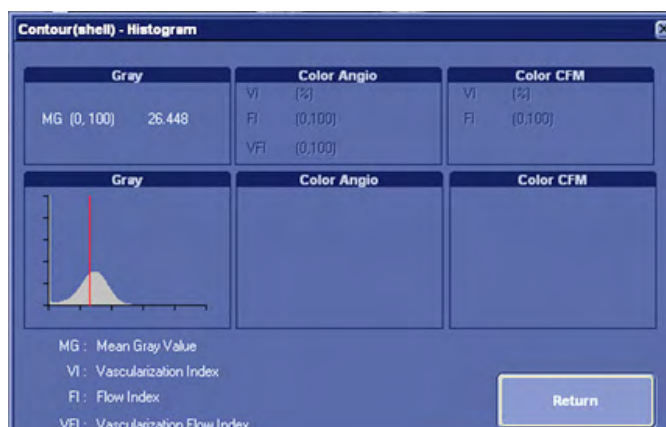 Contour(shell) - Histogram
Gray
Color Angio
Color CFM
MG (0, 100) 26.448
VI (%)
FI (0,100)
VFI (0,100)
VI (%)
FI (0,100)
Gray
Color Angio
Color CFM
MG : Mean Gray Value
VI : Vascularization Index
FI : Flow Index
VFI : Vascularization Flow Index
Return